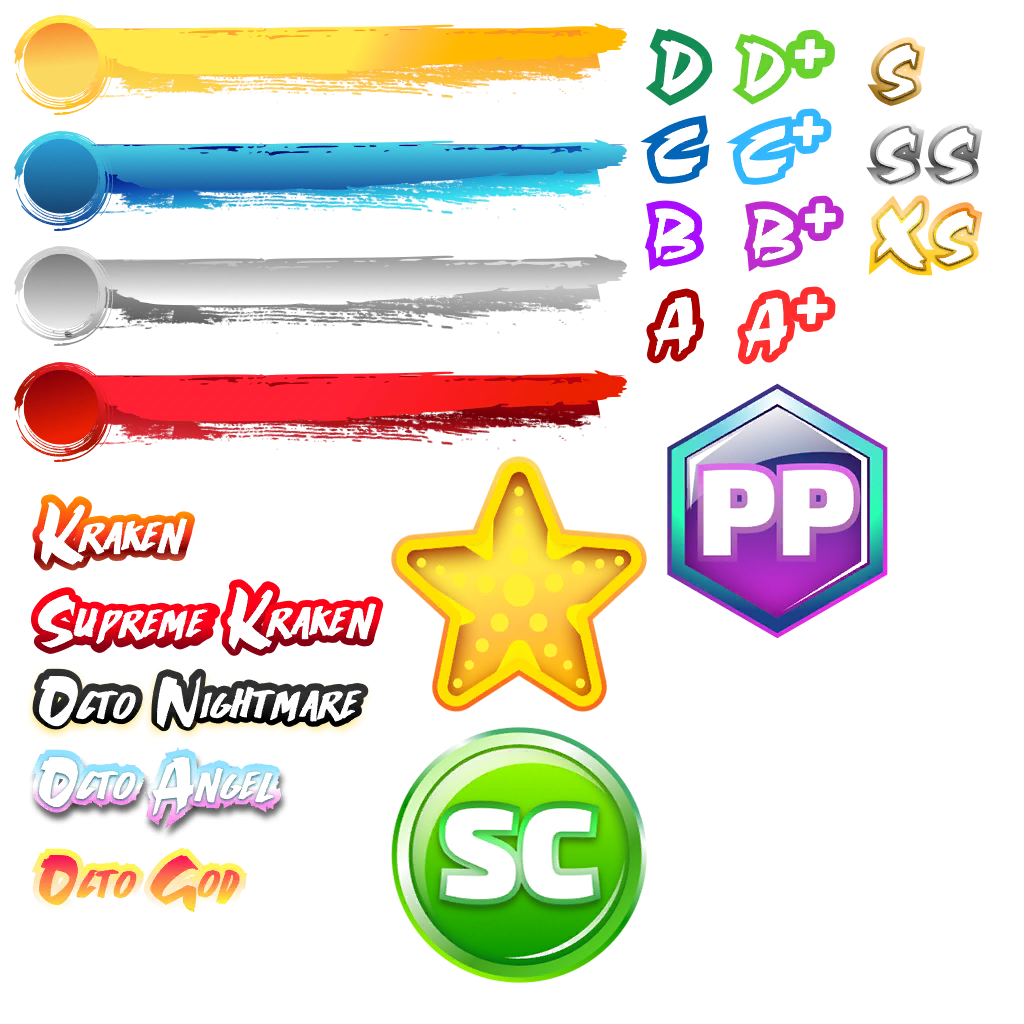 D D+ S
C C+ SS
B B+ XS
A A+
PP
Kraken
Supreme Kraken
Octo Nightmare
Octo Angel
Octo God
SC